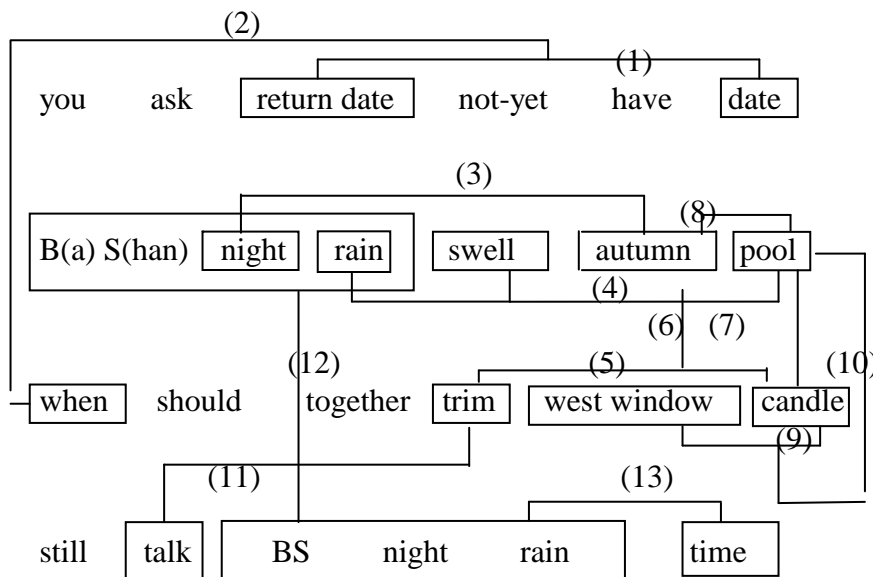 (2)
(1)
you ask return date not-yet have date
(3)
(8)
B(a) S(han) night rain swell autumn pool
(4)
(6) (7)
(12) (5) (10)
when should together trim west window candle
(9)
(11) (13)
still talk BS night rain time